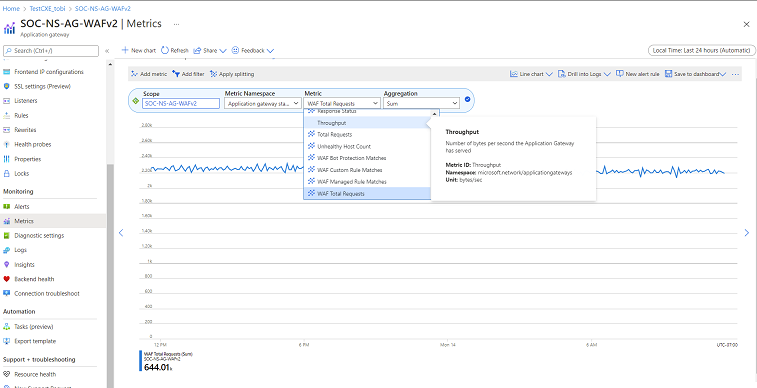 Home > TestCXE_tobi > SOC-NS-AG-WAFv2
SOC-NS-AG-WAFv2 | Metrics ...
Application gateway
Search (Ctrl+/)
New chart Refresh Share Feedback
Local Time: Last 24 hours (Automatic)
Frontend IP configurations
SSL settings (Preview)
Listeners
Rules
Rewrites
Health probes
Properties
Locks
Monitoring
Alerts
Metrics
Diagnostic settings
Logs
Insights
Backend health
Connection troubleshoot
Automation
Tasks (preview)
Export template
Support + troubleshooting
Resource health
New Support Request
Add metric Add filter Apply splitting
Line chart Drill into Logs New alert rule Save to dashboard ...
Scope Metric Namespace Metric Aggregation
SOC-NS-AG-WAFv2 Application gateway sta... WAF Total Requests Sum
Response Status
Throughput
Total Requests
Unhealthy Host Count
WAF Bot Protection Matches
WAF Custom Rule Matches
WAF Managed Rule Matches
WAF Total Requests
Throughput
Number of bytes per second the Application Gateway
has served
Metric ID: Throughput
Namespace: microsoft.network/applicationgateways
Unit: bytes/sec
2.80k
2.60k
2.40k
2.20k
2k
1.80k
1.60k
1.40k
1.20k
1k
800
600
400
200
0
12 PM 6 PM Mon 14 6 AM UTC-07:00
WAF Total Requests (Sum)
SOC-NS-AG-WAFv2
644.01k